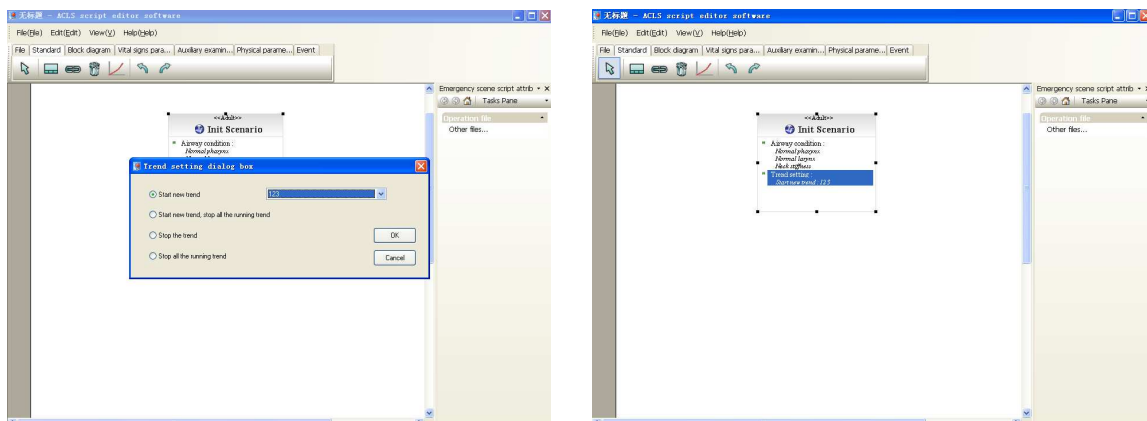 无标题 - ACLS script editor software
File(File) Edit(Edit) View(V) Help(Help)
File Standard Block diagram Vital signs para... Auxiliary examin... Physical parame... Event
Emergency scene script attrib
Tasks Pane
Operation file
Other files...
<<Adult>>
Init Scenario
Airway condition :
Normal pharynx
Trend setting dialog box
Start new trend
123
Start new trend, stop all the running trend
Stop the trend
OK
Stop all the running trend
Cancel
无标题 - ACLS script editor software
File(File) Edit(Edit) View(V) Help(Help)
File Standard Block diagram Vital signs para... Auxiliary examin... Physical parame... Event
Emergency scene script attrib
Tasks Pane
Operation file
Other files...
<<Adult>>
Init Scenario
Airway condition :
Normal pharynx
Normal larynx
Neck stiffness
Trend setting :
Start new trend : 123